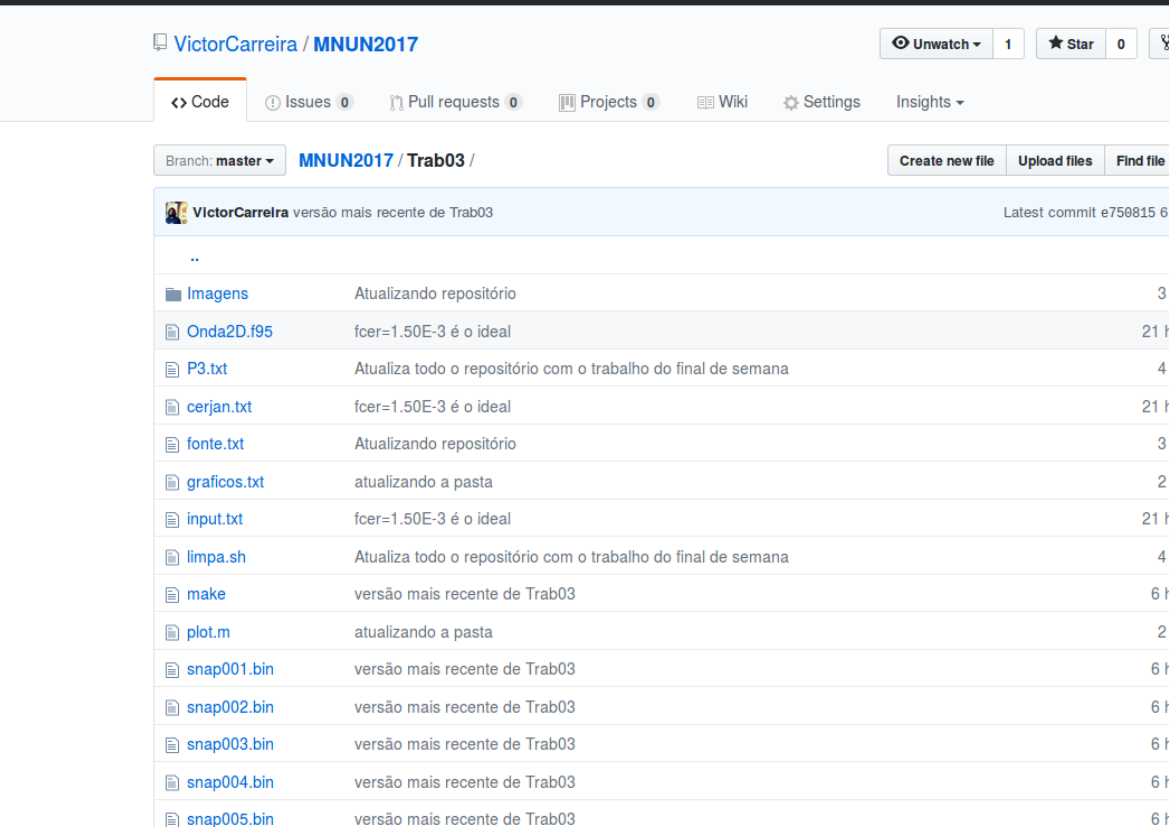 VictorCarreira / MNUN2017 Unwatch 1 Star 0
Code Issues 0 Pull requests 0 Projects 0 Wiki Settings Insights
Branch: master MNUN2017 / Trab03 / Create new file Upload files Find file
VictorCarreira versão mais recente de Trab03 Latest commit e750815 6
..
Imagens Atualizando repositório 3
Onda2D.f95 fcer=1.50E-3 é o ideal 21 h
P3.txt Atualiza todo o repositório com o trabalho do final de semana 4
cerjan.txt fcer=1.50E-3 é o ideal 21 h
fonte.txt Atualizando repositório 3
graficos.txt atualizando a pasta 2
input.txt fcer=1.50E-3 é o ideal 21 h
limpa.sh Atualiza todo o repositório com o trabalho do final de semana 4
make versão mais recente de Trab03 6 h
plot.m atualizando a pasta 2
snap001.bin versão mais recente de Trab03 6 h
snap002.bin versão mais recente de Trab03 6 h
snap003.bin versão mais recente de Trab03 6 h
snap004.bin versão mais recente de Trab03 6 h
snap005.bin versão mais recente de Trab03 6 h